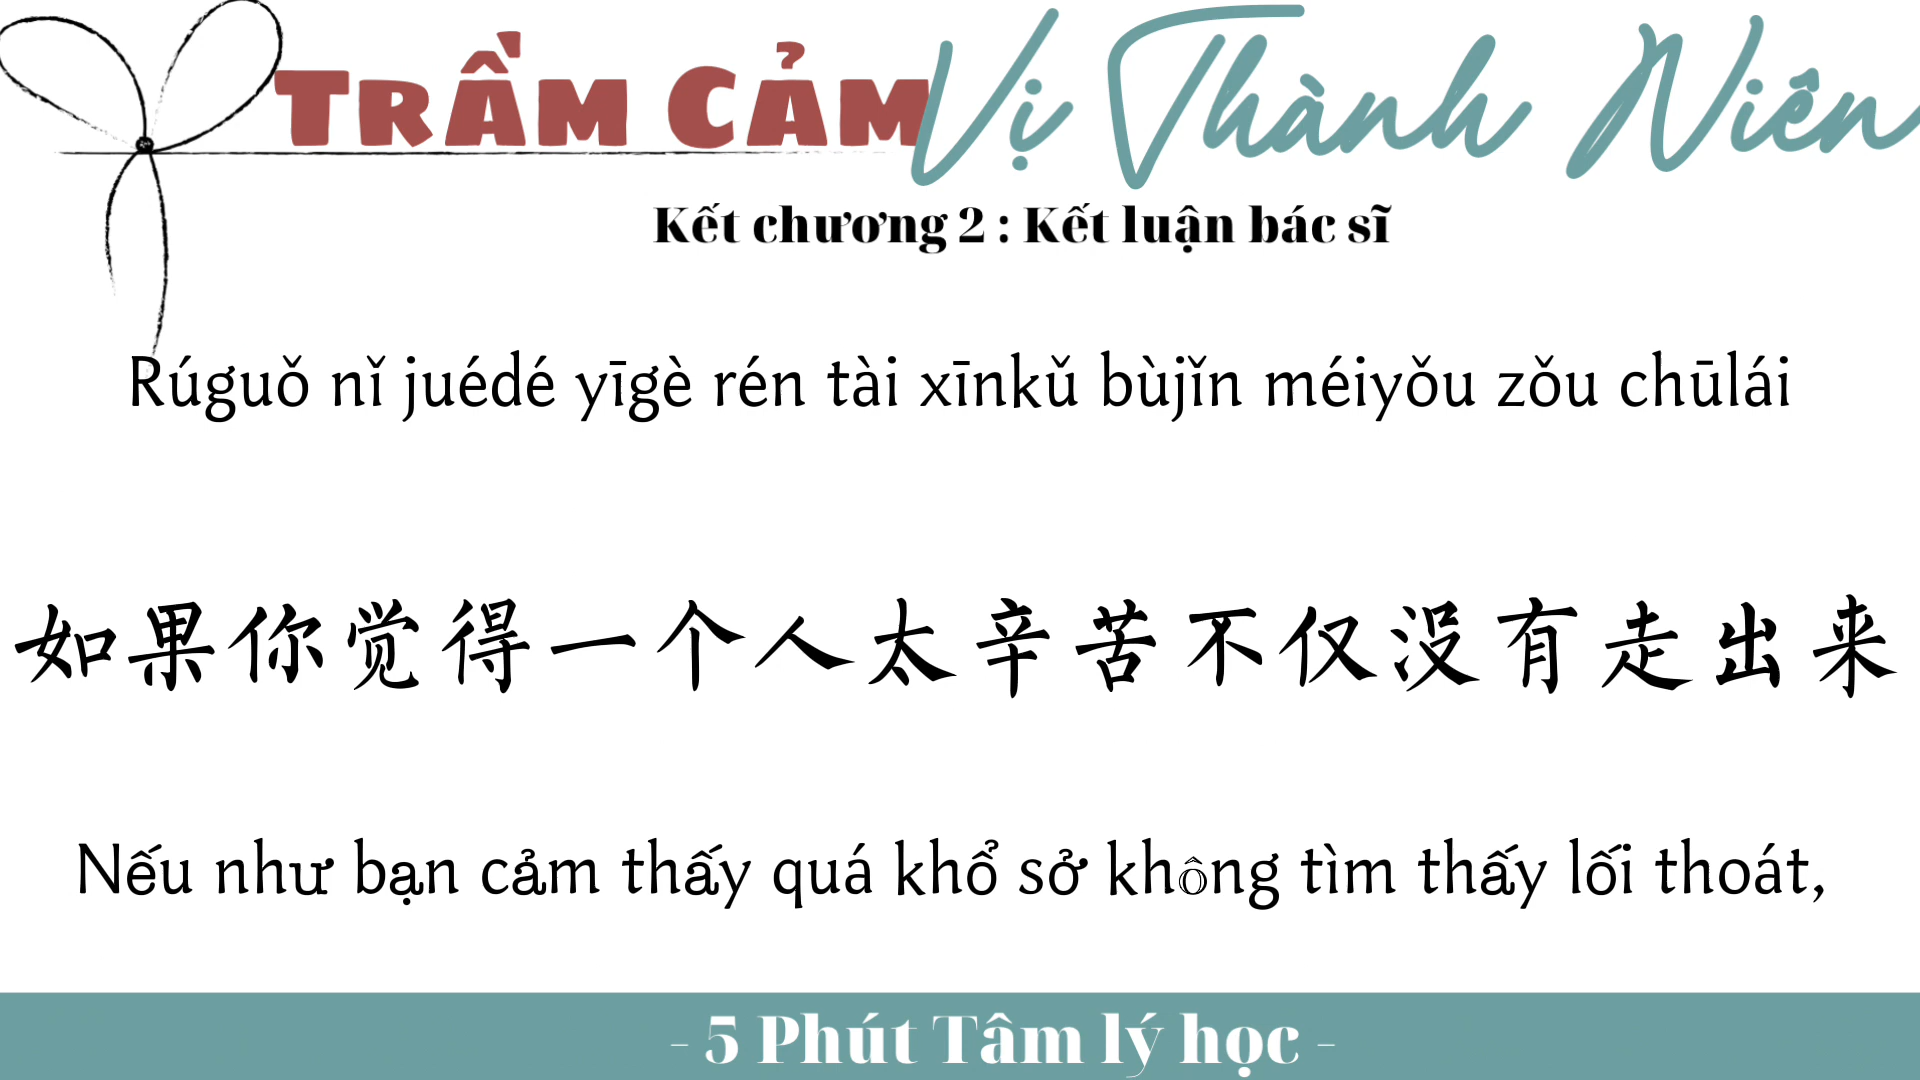 Trầm Cảm Vị Thành Niên
Kết chương 2 : Kết luận bác sĩ
Rúguǒ nǐ juédé yīgè rén tài xīnkǔ bùjǐn méiyǒu zǒu chūlái
如果你觉得一个人太辛苦不仅没有走出来
Nếu như bạn cảm thấy quá khổ sở không tìm thấy lối thoát,
- 5 Phút Tâm lý học -